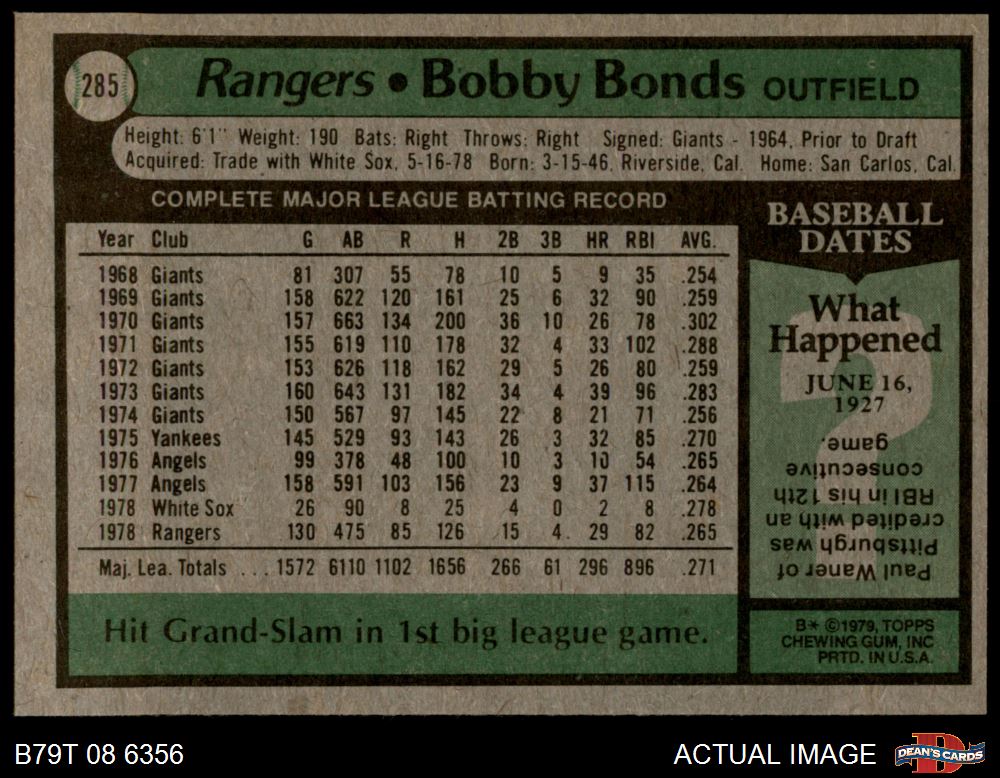 285
Rangers • Bobby Bonds OUTFIELD
Height: 6'1" Weight: 190 Bats: Right Throws: Right Signed: Giants - 1964, Prior to Draft
Acquired: Trade with White Sox, 5-16-78 Born: 3-15-46, Riverside, Cal. Home: San Carlos, Cal.
COMPLETE MAJOR LEAGUE BATTING RECORD
Year Club G AB R H 2B 3B HR RBI AVG.
1968 Giants 81 307 55 78 10 5 9 35 .254
1969 Giants 158 622 120 161 25 6 32 90 .259
1970 Giants 157 663 134 200 36 10 26 78 .302
1971 Giants 155 619 110 178 32 4 33 102 .288
1972 Giants 153 626 118 162 29 5 26 80 .259
1973 Giants 160 643 131 182 34 4 39 96 .283
1974 Giants 150 567 97 145 22 8 21 71 .256
1975 Yankees 145 529 93 143 26 3 32 85 .270
1976 Angels 99 378 48 100 10 3 10 54 .265
1977 Angels 158 591 103 156 23 9 37 115 .264
1978 White Sox 26 90 8 25 4 0 2 8 .278
1978 Rangers 130 475 85 126 15 4 29 82 .265
Maj. Lea. Totals ... 1572 6110 1102 1656 266 61 296 896 .271
Hit Grand-Slam in 1st big league game.
BASEBALL
DATES
What
Happened
JUNE 16,
1927
?
Paul Waner of
Pittsburgh was
credited with an
RBI in his 12th
consecutive
game.
B* ©1979, TOPPS
CHEWING GUM, INC
PRTD. IN U.S.A.
B79T 08 6356
ACTUAL IMAGE
D
DEAN'S CARDS